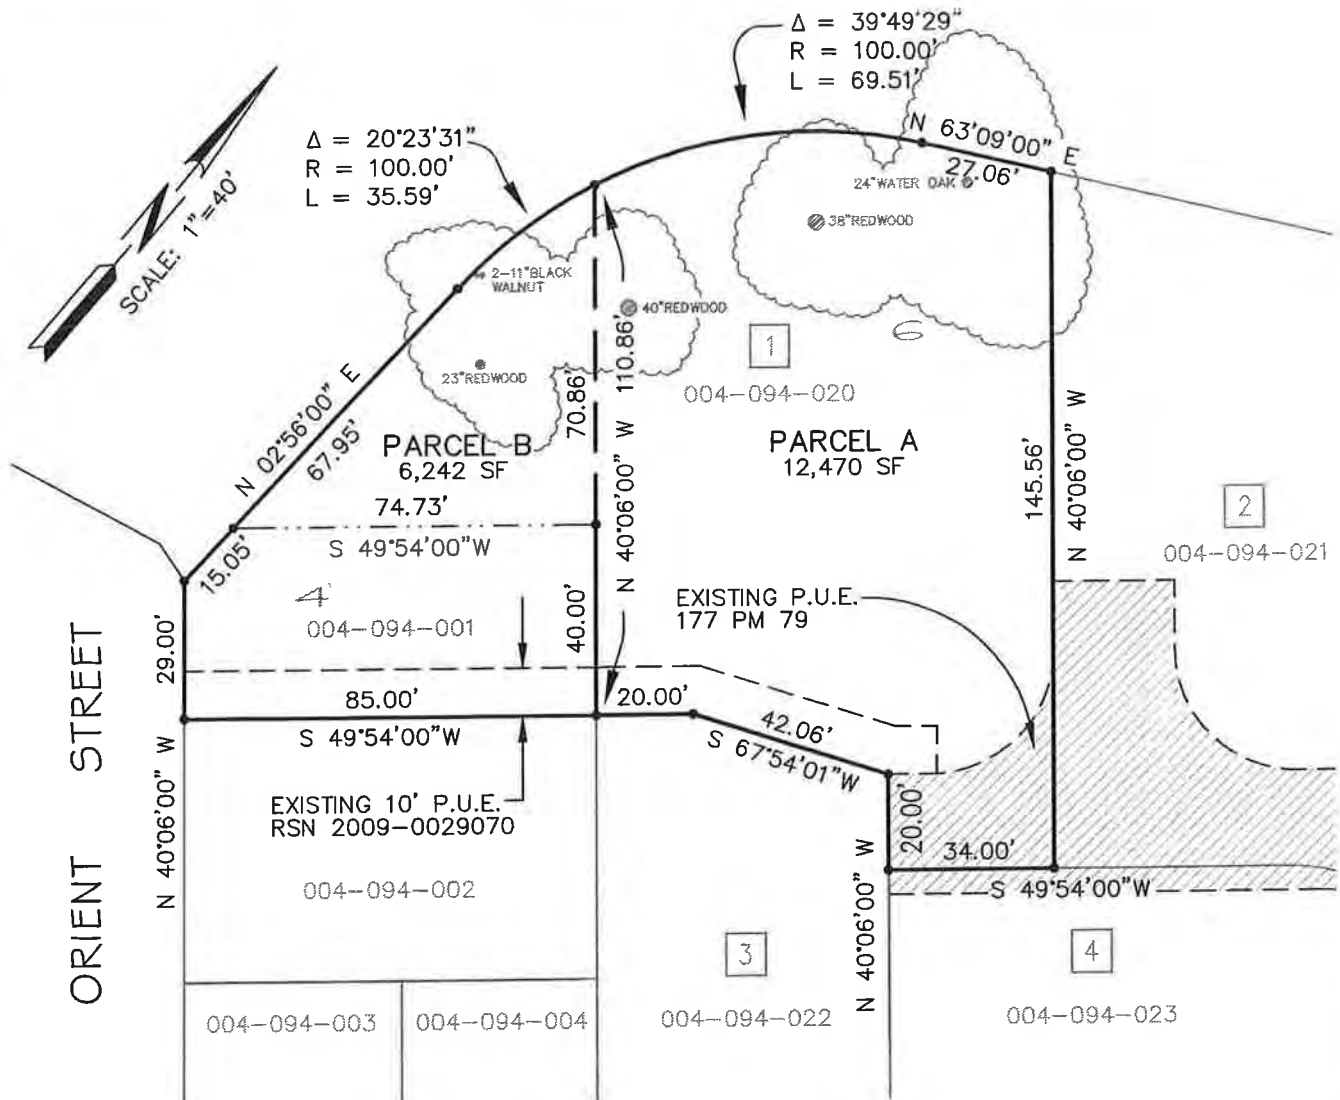 Δ = 39°49'29"
R = 100.00'
L = 69.51'
Δ = 20°23'31"
R = 100.00'
L = 35.59'
N 63°09'00" E
27.06'
24"WATER OAK
38"REDWOOD
SCALE: 1"=40'
N
2-11"BLACK
WALNUT
40"REDWOOD
23"REDWOOD
1
6
004-094-020
N 02°56'00" E
67.95'
70.86'
110.86'
N 40°06'00" W
PARCEL B
6,242 SF
PARCEL A
12,470 SF
145.56'
N 40°06'00" W
2
004-094-021
74.73'
S 49°54'00"W
15.05'
4
004-094-001
29.00'
40.00'
EXISTING P.U.E.
177 PM 79
85.00'
S 49°54'00"W
20.00'
42.06'
S 67°54'01"W
ORIENT STREET
N 40°06'00" W
EXISTING 10' P.U.E.
RSN 2009-0029070
20.00'
34.00'
S 49°54'00"W
N 40°06'00" W
004-094-002
3
4
004-094-003
004-094-004
004-094-022
004-094-023